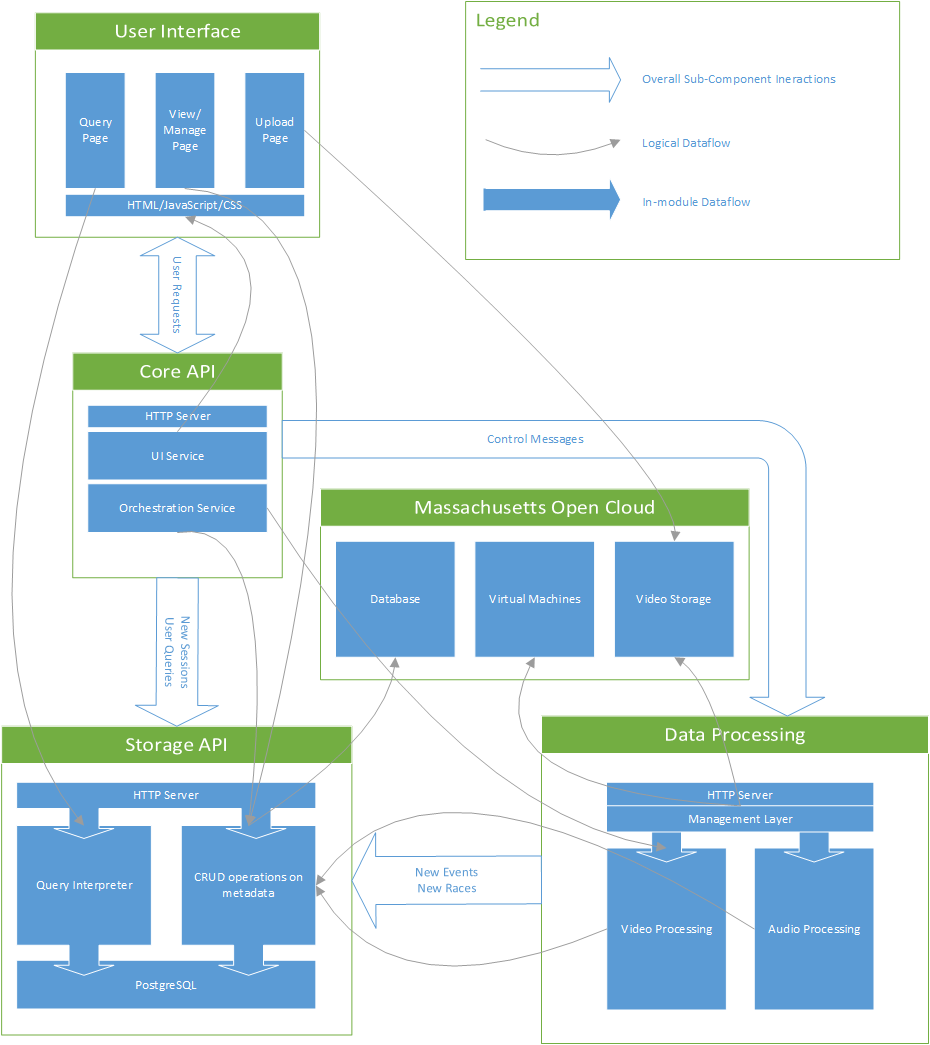 User Interface
Query
Page
View/
Manage
Page
Upload
Page
HTML/JavaScript/CSS
Legend
Overall Sub-Component Ineractions
Logical Dataflow
In-module Dataflow
User Requests
Core API
HTTP Server
UI Service
Orchestration Service
Control Messages
Massachusetts Open Cloud
Database
Virtual Machines
Video Storage
New Sessions
User Queries
Storage API
HTTP Server
Query Interpreter
CRUD operations on
metadata
PostgreSQL
New Events
New Races
Data Processing
HTTP Server
Management Layer
Video Processing
Audio Processing